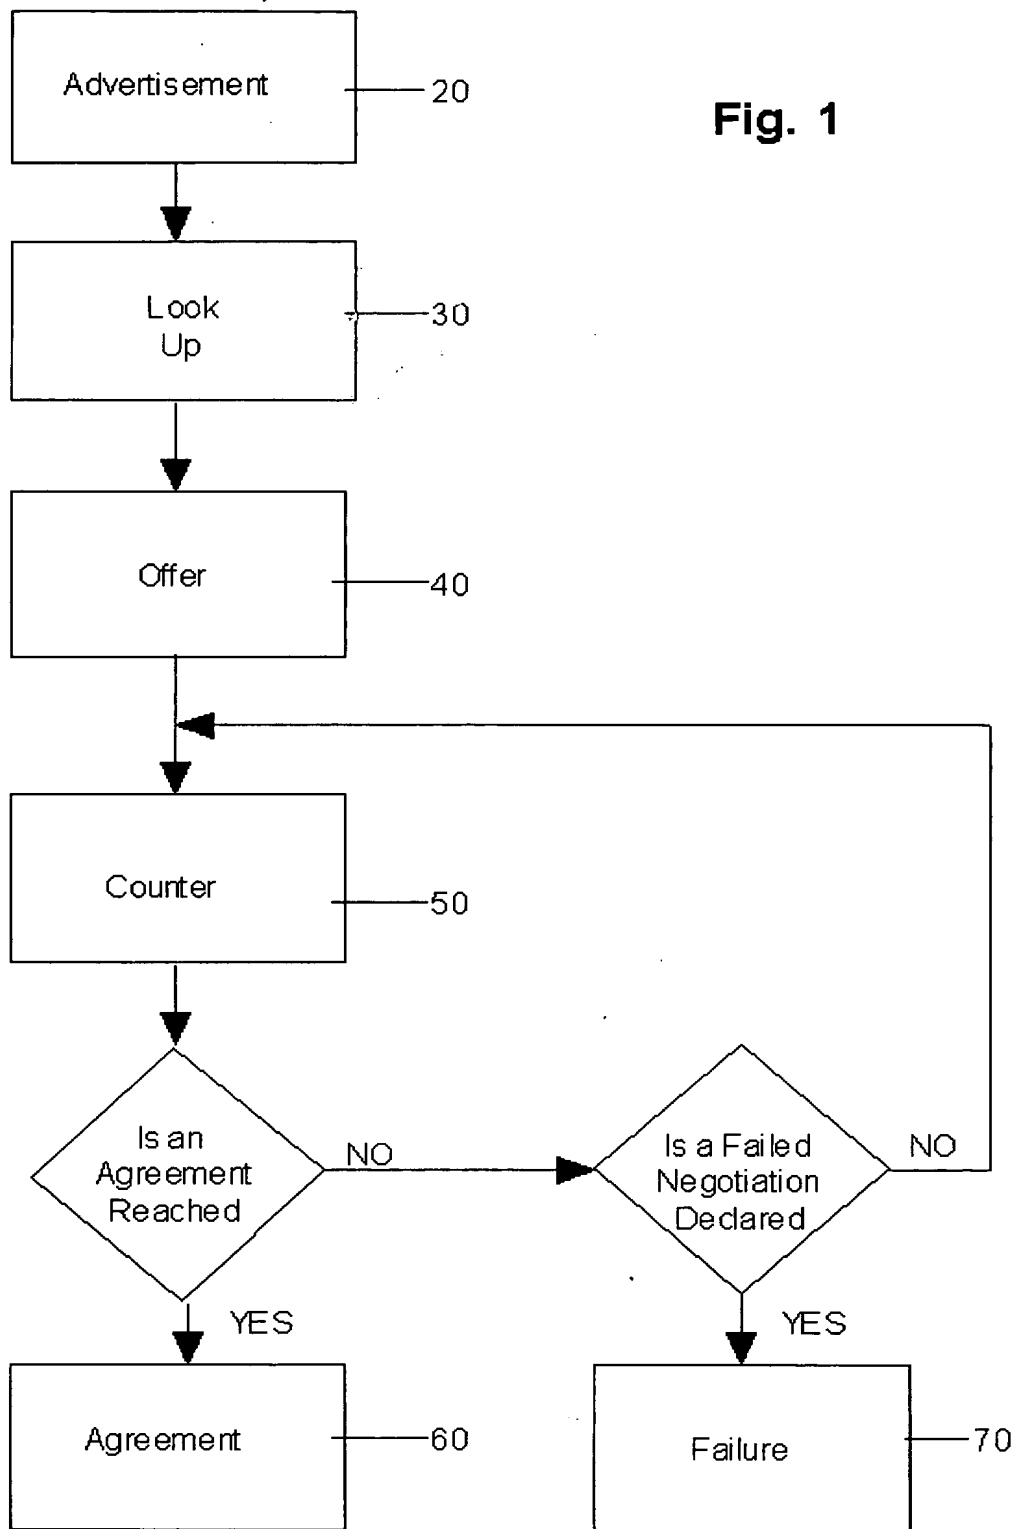 Advertisement
20
Fig. 1
Look
Up
30
Offer
40
Counter
50
Is an
Agreement
Reached
NO
Is a Failed
Negotiation
Declared
NO
YES
YES
Agreement
60
Failure
70